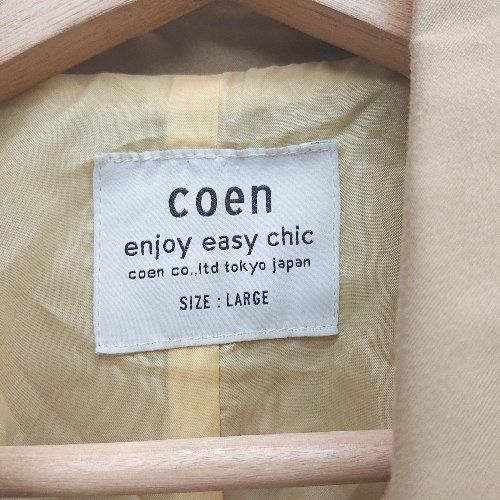 coen
enjoy easy chic
coen co.,ltd tokyo japan
SIZE : LARGE